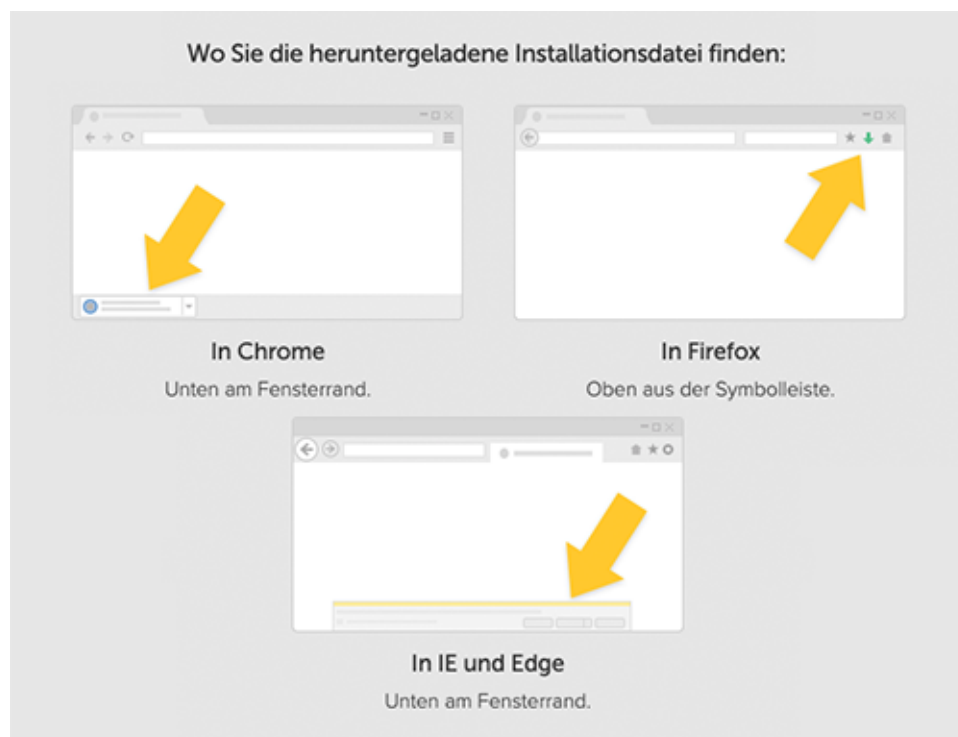 Wo Sie die heruntergeladene Installationsdatei finden:
In Chrome
Unten am Fensterrand.
In Firefox
Oben aus der Symbolleiste.
In IE und Edge
Unten am Fensterrand.